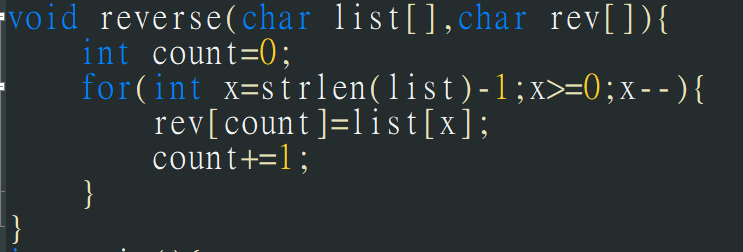 void reverse(char list[],char rev[]){
    int count=0;
    for(int x=strlen(list)-1;x>=0;x--){
        rev[count]=list[x];
        count+=1;
    }
}